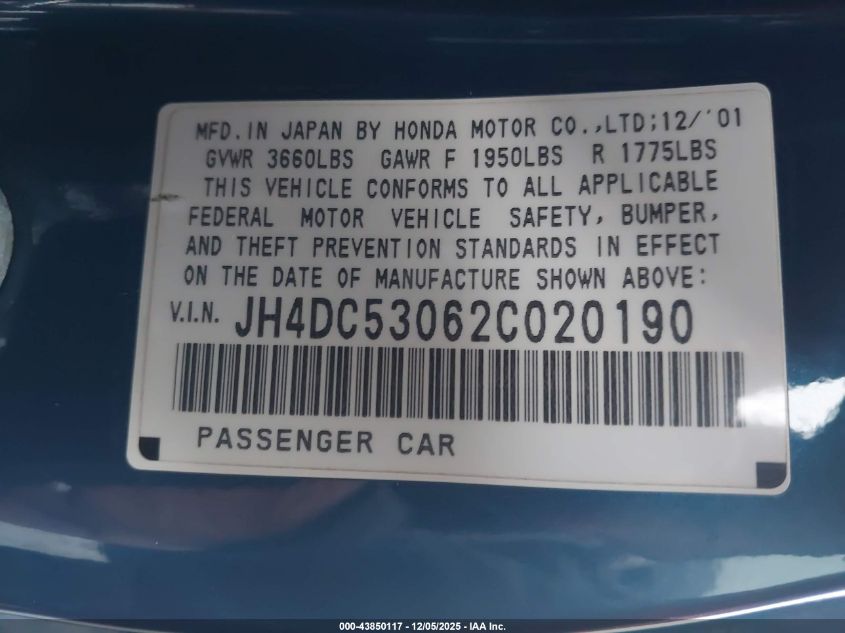 MFD. IN JAPAN BY HONDA MOTOR CO.,LTD;12/'01
GVWR 3660LBS GAWR F 1950LBS R 1775LBS
THIS VEHICLE CONFORMS TO ALL APPLICABLE
FEDERAL MOTOR VEHICLE SAFETY, BUMPER,
AND THEFT PREVENTION STANDARDS IN EFFECT
ON THE DATE OF MANUFACTURE SHOWN ABOVE:
V.I.N. JH4DC53062C020190
PASSENGER CAR
000-43850117 - 12/05/2025 - IAA Inc.